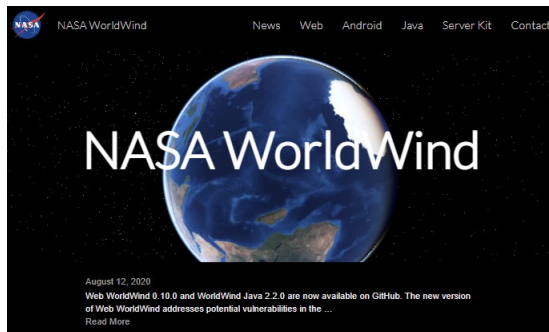 NASA
NASA WorldWind
News Web Android Java Server Kit Contact
NASA WorldWind
August 12, 2020
Web WorldWind 0.10.0 and WorldWind Java 2.2.0 are now available on GitHub. The new version
of Web WorldWind addresses potential vulnerabilities in the ...
Read More